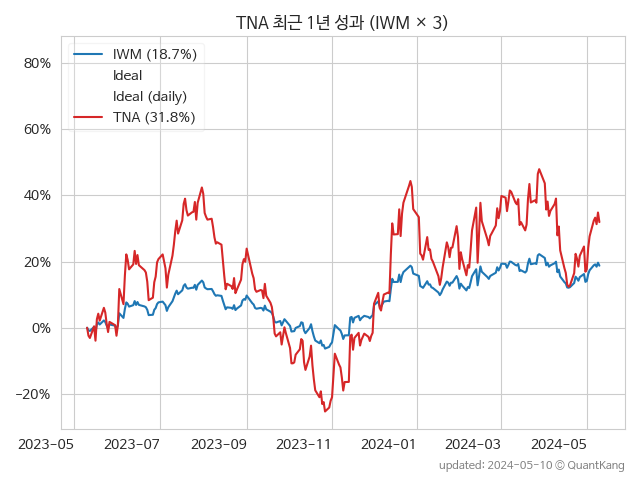 TNA 최근 1년 성과 (IWM × 3)
IWM (18.7%)
Ideal
Ideal (daily)
TNA (31.8%)
80%
60%
40%
20%
0%
−20%
2023-05 2023-07 2023-09 2023-11 2024-01 2024-03 2024-05
updated: 2024-05-10 © QuantKang